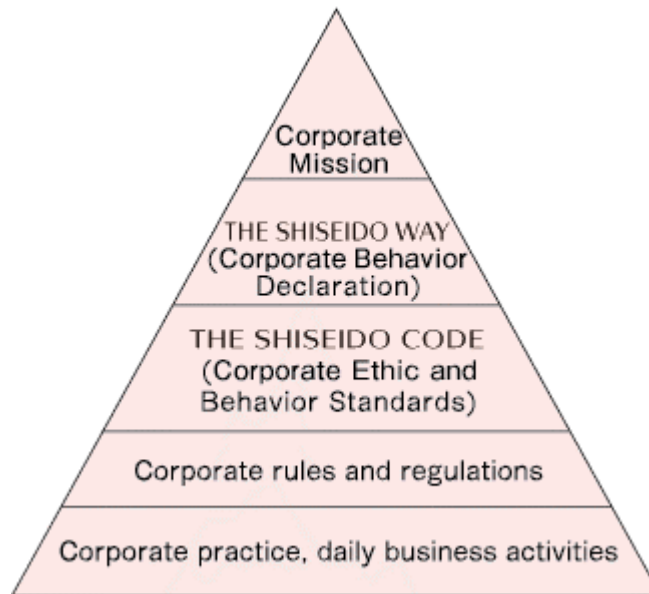 Corporate
Mission
THE SHISEIDO WAY
(Corporate Behavior
Declaration)
THE SHISEIDO CODE
(Corporate Ethic and
Behavior Standards)
Corporate rules and regulations
Corporate practice, daily business activities